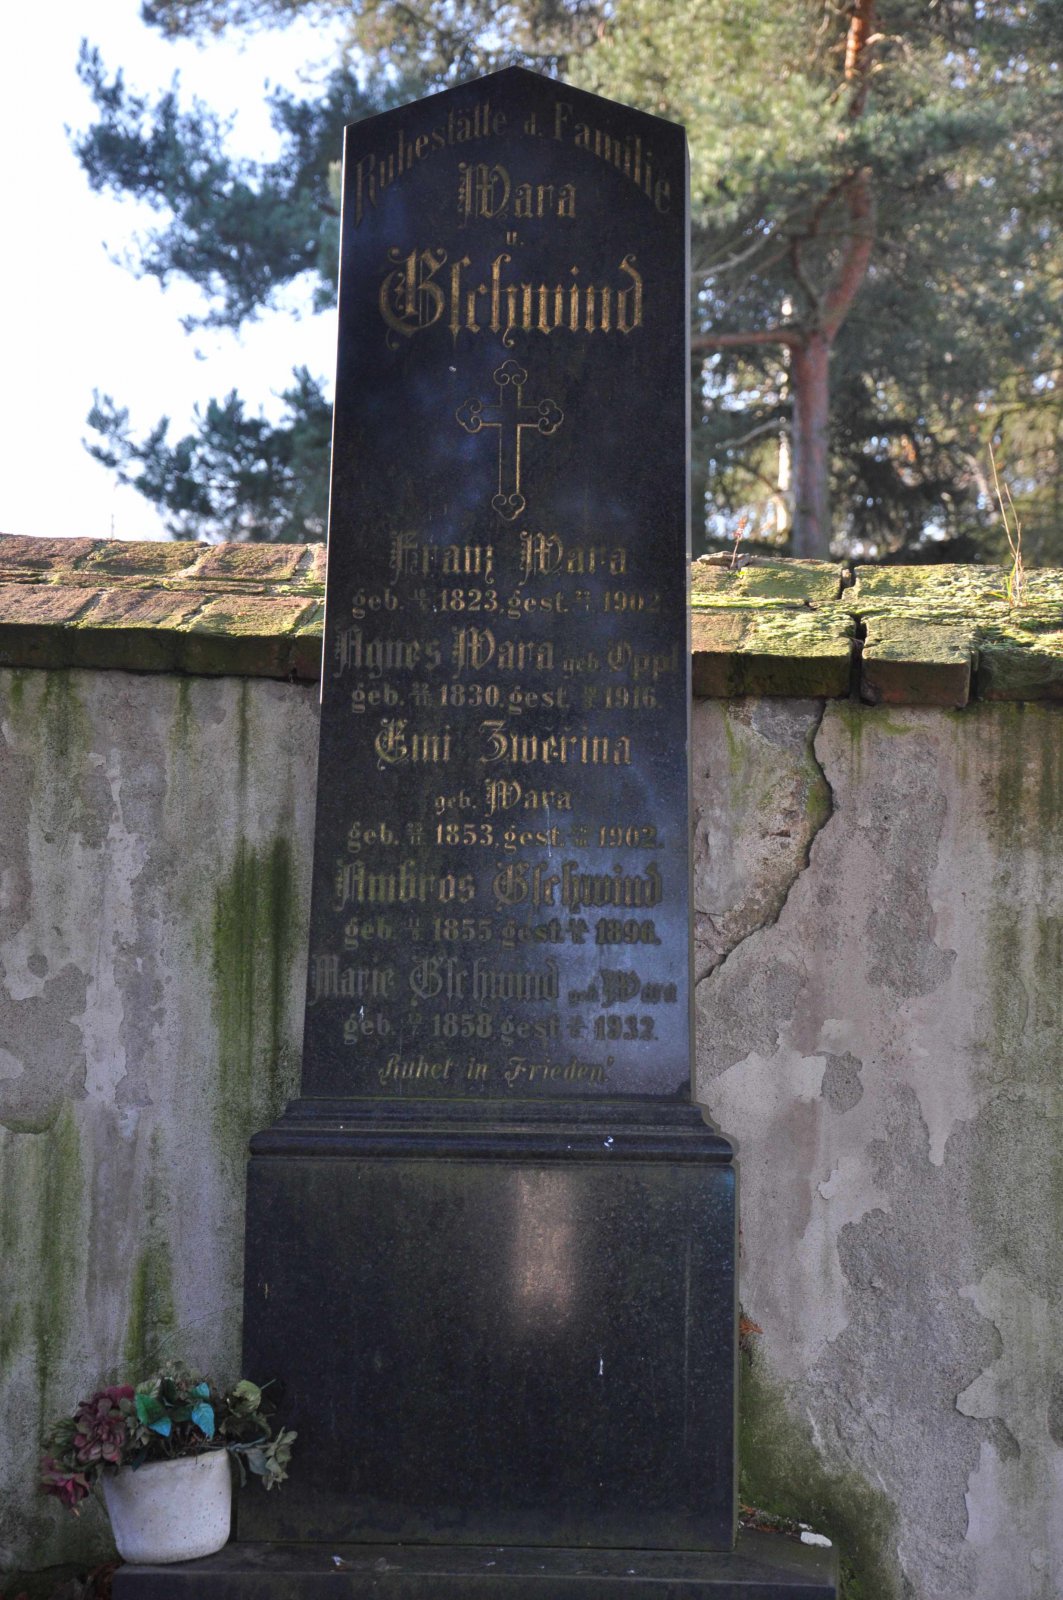 Ruhestätte d. Familie
Wara
u.
Gschwind
Franz Wara
geb. 1823, gest. 1902.
Agnes Wara geb. Oppl
geb. 1830, gest. 1916.
Emi Zweřina
geb. Wara
geb. 1853, gest. 1902.
Ambros Gschwind
geb. 1855 gest. 1896.
Marie Gschwind geb. Wara
geb. 1858, gest. 1932.
Ruhet in Frieden!